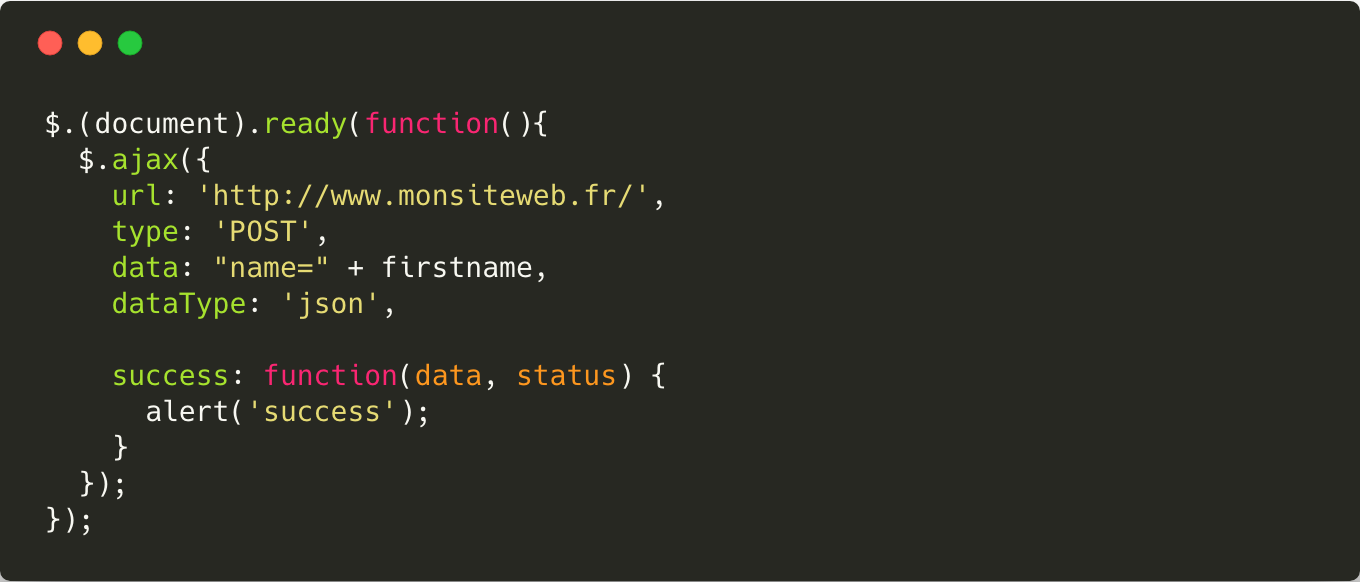 $.(document).ready(function(){
  $.ajax({
    url: 'http://www.monsiteweb.fr/',
    type: 'POST',
    data: "name=" + firstname,
    dataType: 'json',

    success: function(data, status) {
      alert('success');
    }
  });
});